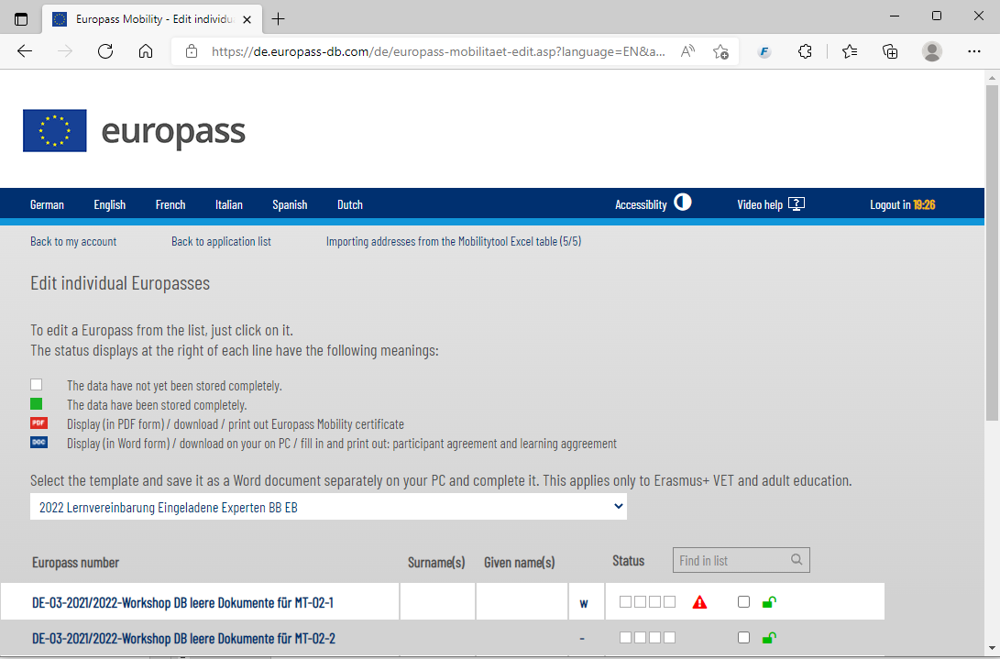 Europass Mobility - Edit individu
https://de.europass-db.com/de/europass-mobilitaet-edit.asp?language=EN&a...
europass
German English French Italian Spanish Dutch Accessiblity Video help Logout in 19:26
Back to my account Back to application list Importing addresses from the Mobilitytool Excel table (5/5)
Edit individual Europasses
To edit a Europass from the list, just click on it.
The status displays at the right of each line have the following meanings:
The data have not yet been stored completely.
The data have been stored completely.
PDF Display (in PDF form) / download / print out Europass Mobility certificate
DOC Display (in Word form) / download on your on PC / fill in and print out: participant agreement and learning aggreement
Select the template and save it as a Word document separately on your PC and complete it. This applies only to Erasmus+ VET and adult education.
2022 Lernvereinbarung Eingeladene Experten BB EB
Europass number Surname(s) Given name(s) Status Find in list
DE-03-2021/2022-Workshop DB leere Dokumente für MT-02-1 w
DE-03-2021/2022-Workshop DB leere Dokumente für MT-02-2 -